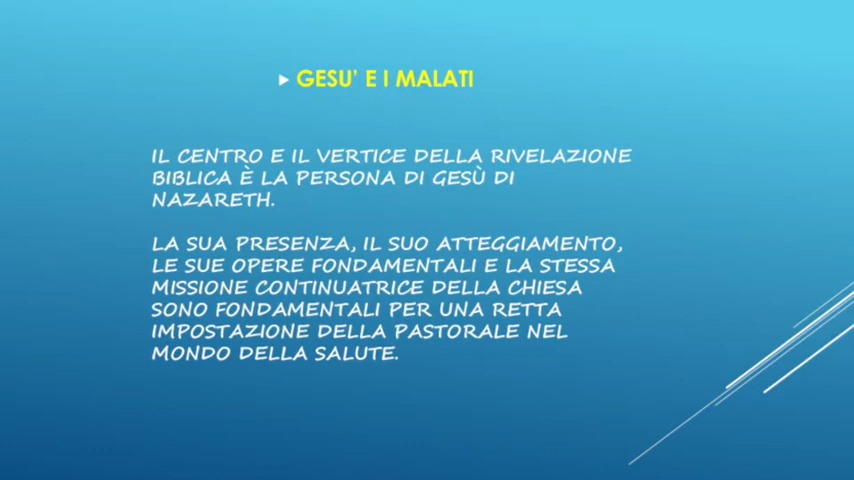 GESU' E I MALATI
IL CENTRO E IL VERTICE DELLA RIVELAZIONE
BIBLICA È LA PERSONA DI GESÙ DI
NAZARETH.
LA SUA PRESENZA, IL SUO ATTEGGIAMENTO,
LE SUE OPERE FONDAMENTALI E LA STESSA
MISSIONE CONTINUATRICE DELLA CHIESA
SONO FONDAMENTALI PER UNA RETTA
IMPOSTAZIONE DELLA PASTORALE NEL
MONDO DELLA SALUTE.